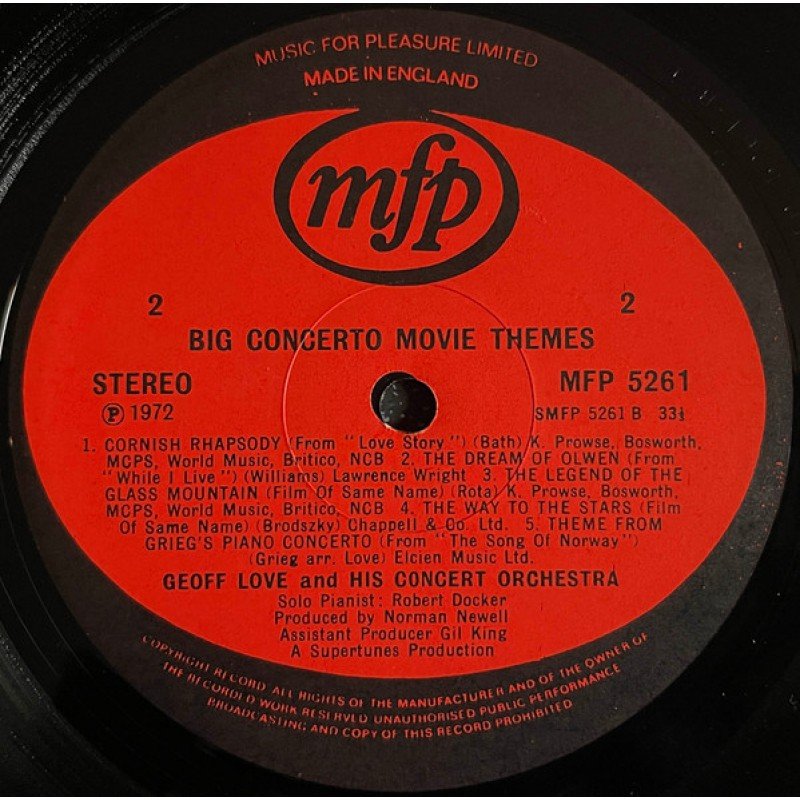 MUSIC FOR PLEASURE LIMITED
MADE IN ENGLAND
mfp
2
2
BIG CONCERTO MOVIE THEMES
STEREO
MFP 5261
Ⓟ 1972
SMFP 5261 B 33⅓
1. CORNISH RHAPSODY (From "Love Story") (Bath) K. Prowse, Bosworth,
MCPS, World Music, Britico, NCB 2. THE DREAM OF OLWEN (From
"While I Live") (Williams) Lawrence Wright 3. THE LEGEND OF THE
GLASS MOUNTAIN (Film Of Same Name) (Rota) K. Prowse, Bosworth,
MCPS, World Music, Britico, NCB 4. THE WAY TO THE STARS (Film
Of Same Name) (Brodszky) Chappell & Co. Ltd. 5. THEME FROM
GRIEG'S PIANO CONCERTO (From "The Song Of Norway")
(Grieg arr. Love) Elcien Music Ltd.
GEOFF LOVE and HIS CONCERT ORCHESTRA
Solo Pianist: Robert Docker
Produced by Norman Newell
Assistant Producer Gil King
A Supertunes Production
COPYRIGHT RECORD ALL RIGHTS OF THE MANUFACTURER AND OF THE OWNER OF
THE RECORDED WORK RESERVED UNAUTHORISED PUBLIC PERFORMANCE
BROADCASTING AND COPY OF THIS RECORD PROHIBITED